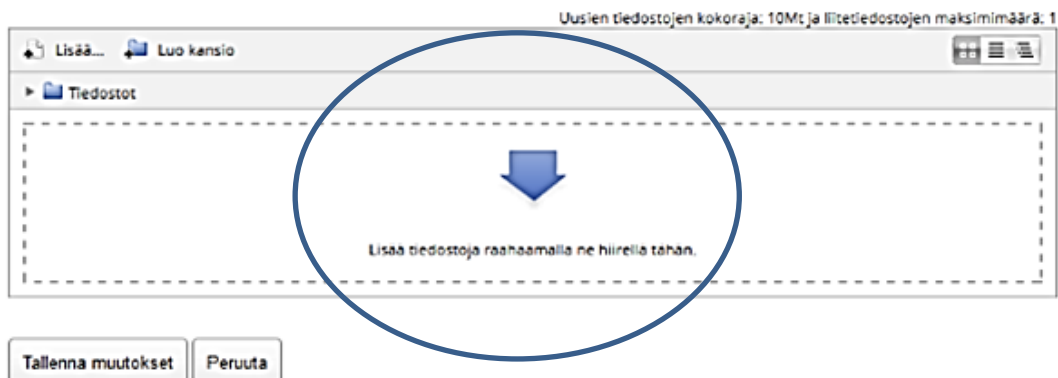 Uusien tiedostojen kokoraja: 10Mt ja liitetiedostojen maksimimäärä: 1
Lisää... Luo kansio
Tiedostot
Lisää tiedostoja raahaamalla ne hiirellä tähän.
Tallenna muutokset Peruuta